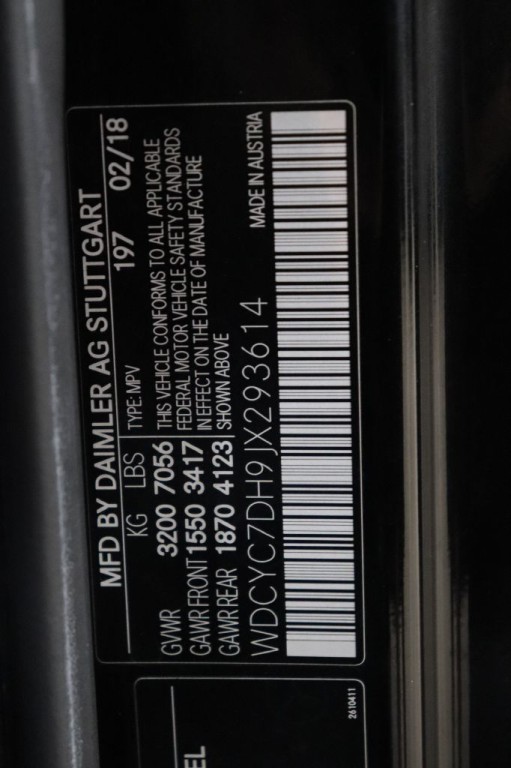 MFD BY DAIMLER AG STUTTGART
KG LBS 197 02/18
TYPE: MPV
GVWR 3200 7056 THIS VEHICLE CONFORMS TO ALL APPLICABLE
FEDERAL MOTOR VEHICLE SAFETY STANDARDS
GAWR FRONT 1550 3417 IN EFFECT ON THE DATE OF MANUFACTURE
GAWR REAR 1870 4123 SHOWN ABOVE
WDCYC7DH9JX293614 MADE IN AUSTRIA
EL
2610411